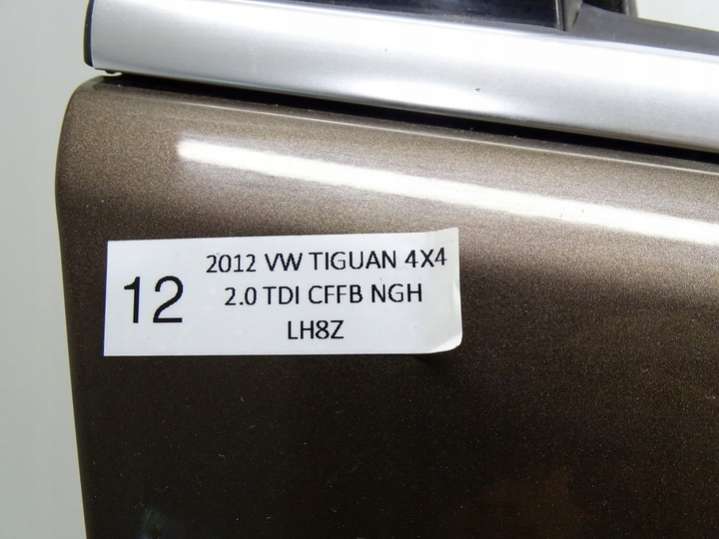 12
2012 VW TIGUAN 4X4
2.0 TDI CFFB NGH
LH8Z